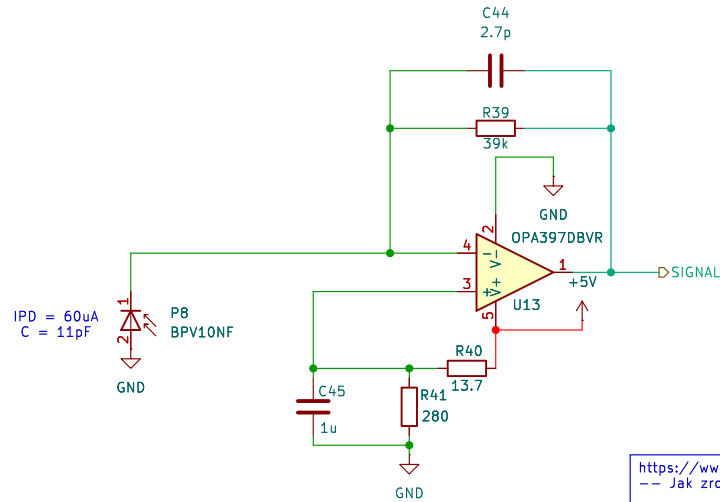 C44
2.7p
R39
39k
GND
OPA397DBVR
2
4
V-
-
1
SIGNAL
+5V
3
+
V+
U13
5
1
IPD = 60uA
C = 11pF
P8
BPV10NF
2
GND
R40
13.7
C45
1u
R41
280
GND
https://ww
-- Jak zro